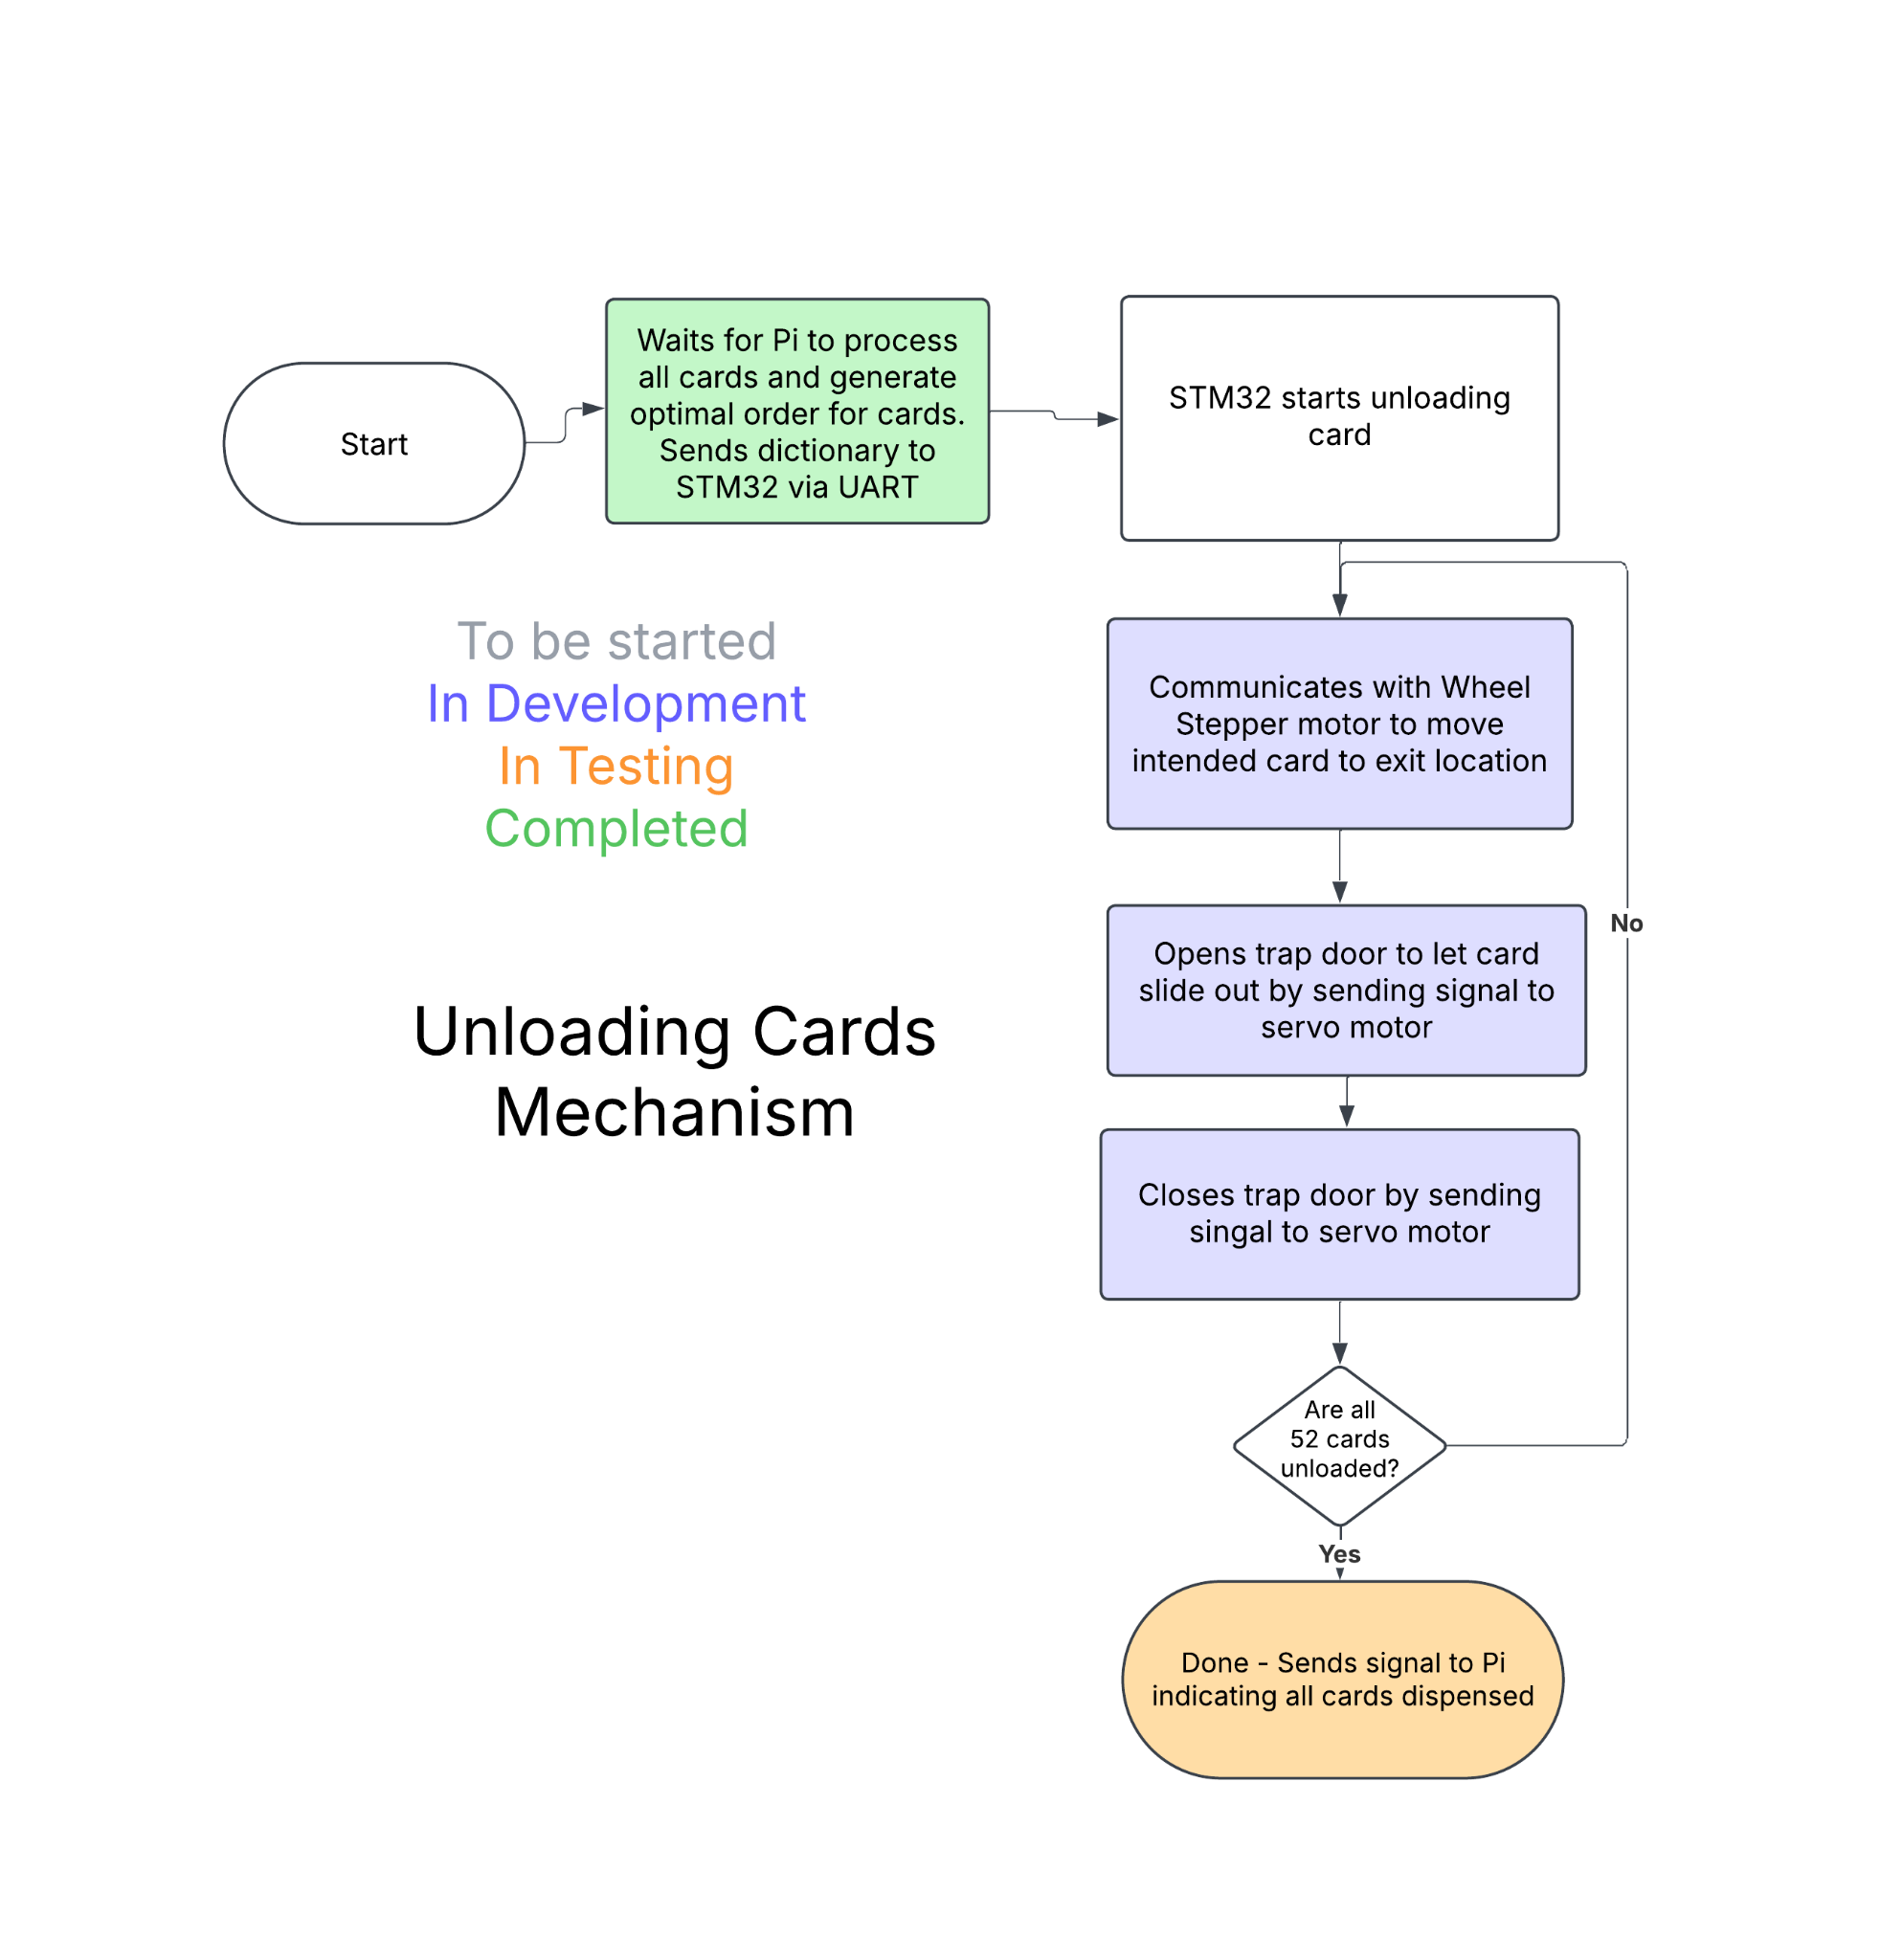 Start
Waits for Pi to process
all cards and generate
optimal order for cards.
Sends dictionary to
STM32 via UART
STM32 starts unloading
card
To be started
In Development
In Testing
Completed
Communicates with Wheel
Stepper motor to move
intended card to exit location
No
Opens trap door to let card
slide out by sending signal to
servo motor
Unloading Cards
Mechanism
Closes trap door by sending
singal to servo motor
Are all
52 cards
unloaded?
Yes
Done - Sends signal to Pi
indicating all cards dispensed